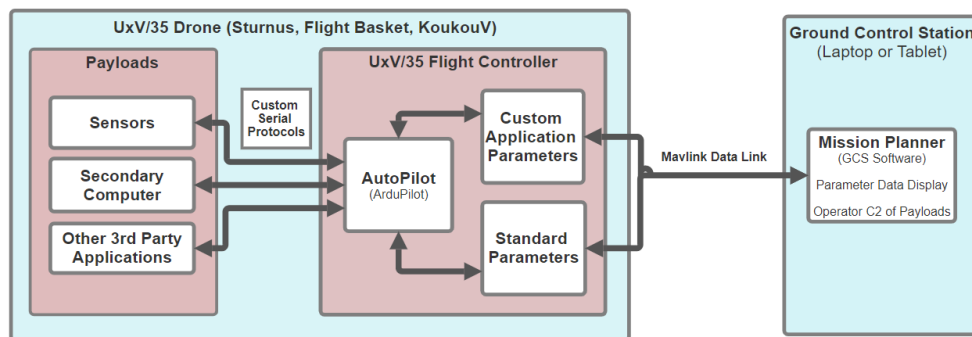 UxV/35 Drone (Sturnus, Flight Basket, KoukouV)
Payloads
Sensors
Secondary
Computer
Other 3rd Party
Applications
Custom
Serial
Protocols
UxV/35 Flight Controller
AutoPilot
(ArduPilot)
Custom
Application
Parameters
Standard
Parameters
Mavlink Data Link
Ground Control Station
(Laptop or Tablet)
Mission Planner
(GCS Software)
Parameter Data Display
Operator C2 of Payloads